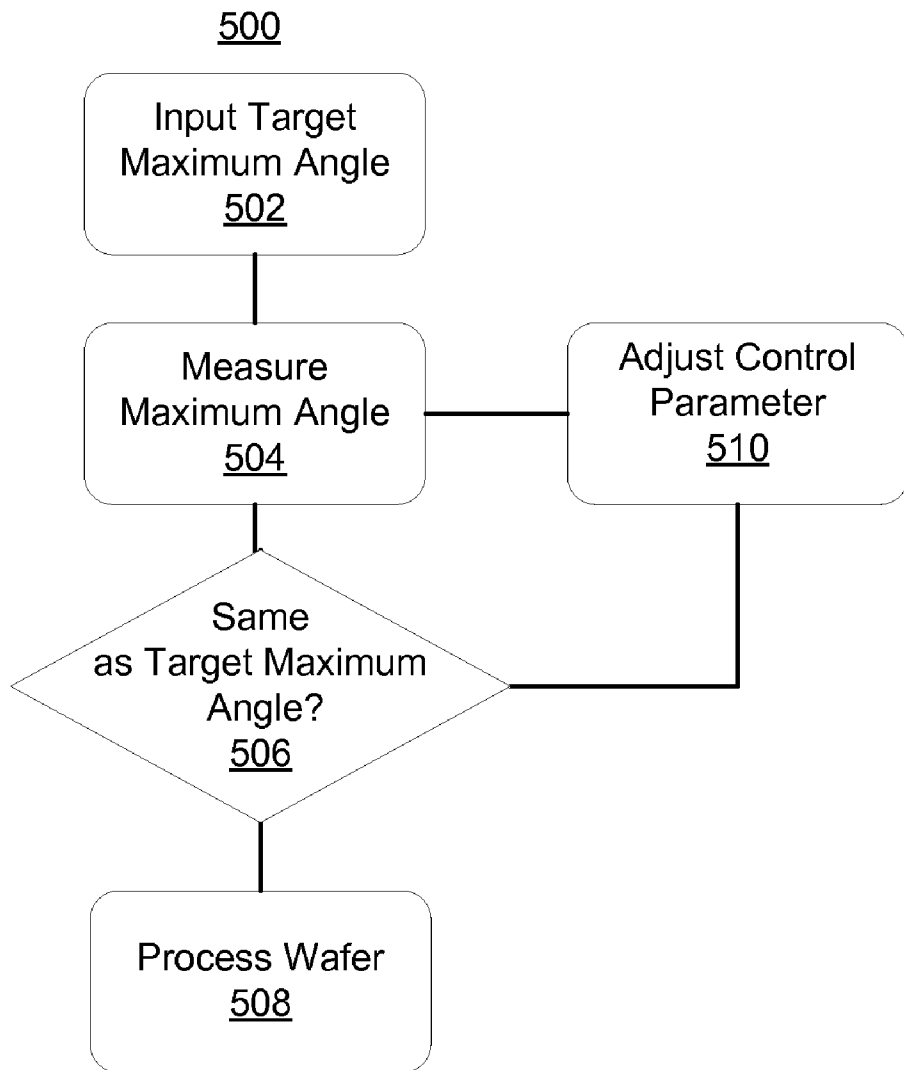 500
Input Target
Maximum Angle
502
Measure
Maximum Angle
504
Adjust Control
Parameter
510
Same
as Target Maximum
Angle?
506
Process Wafer
508